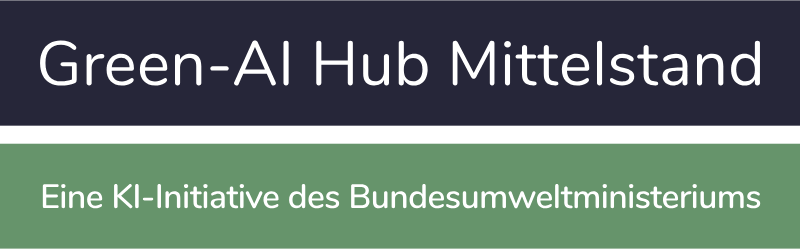 Green-AI Hub Mittelstand
Eine KI-Initiative des Bundesumweltministeriums